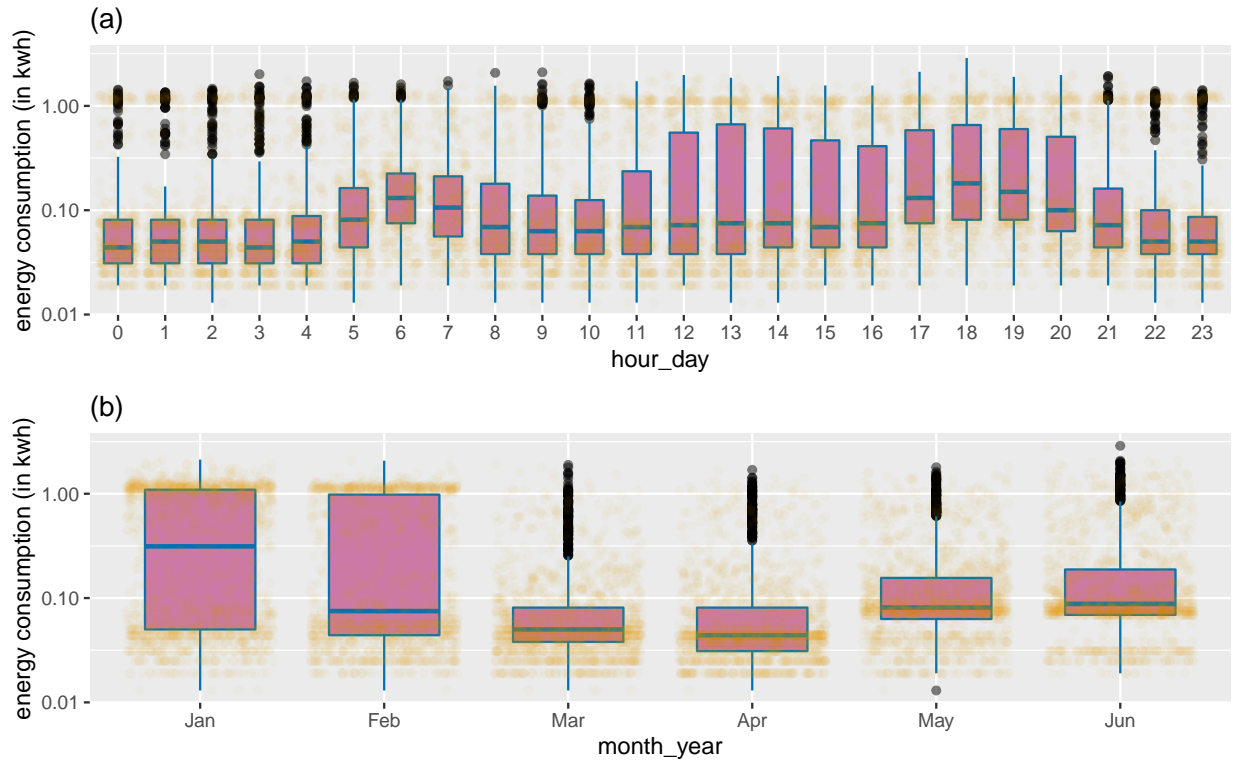 (a)
energy consumption (in kwh)
1.00
0.10
0.01
0 1 2 3 4 5 6 7 8 9 10 11 12 13 14 15 16 17 18 19 20 21 22 23
hour_day
(b)
energy consumption (in kwh)
1.00
0.10
0.01
Jan Feb Mar Apr May Jun
month_year